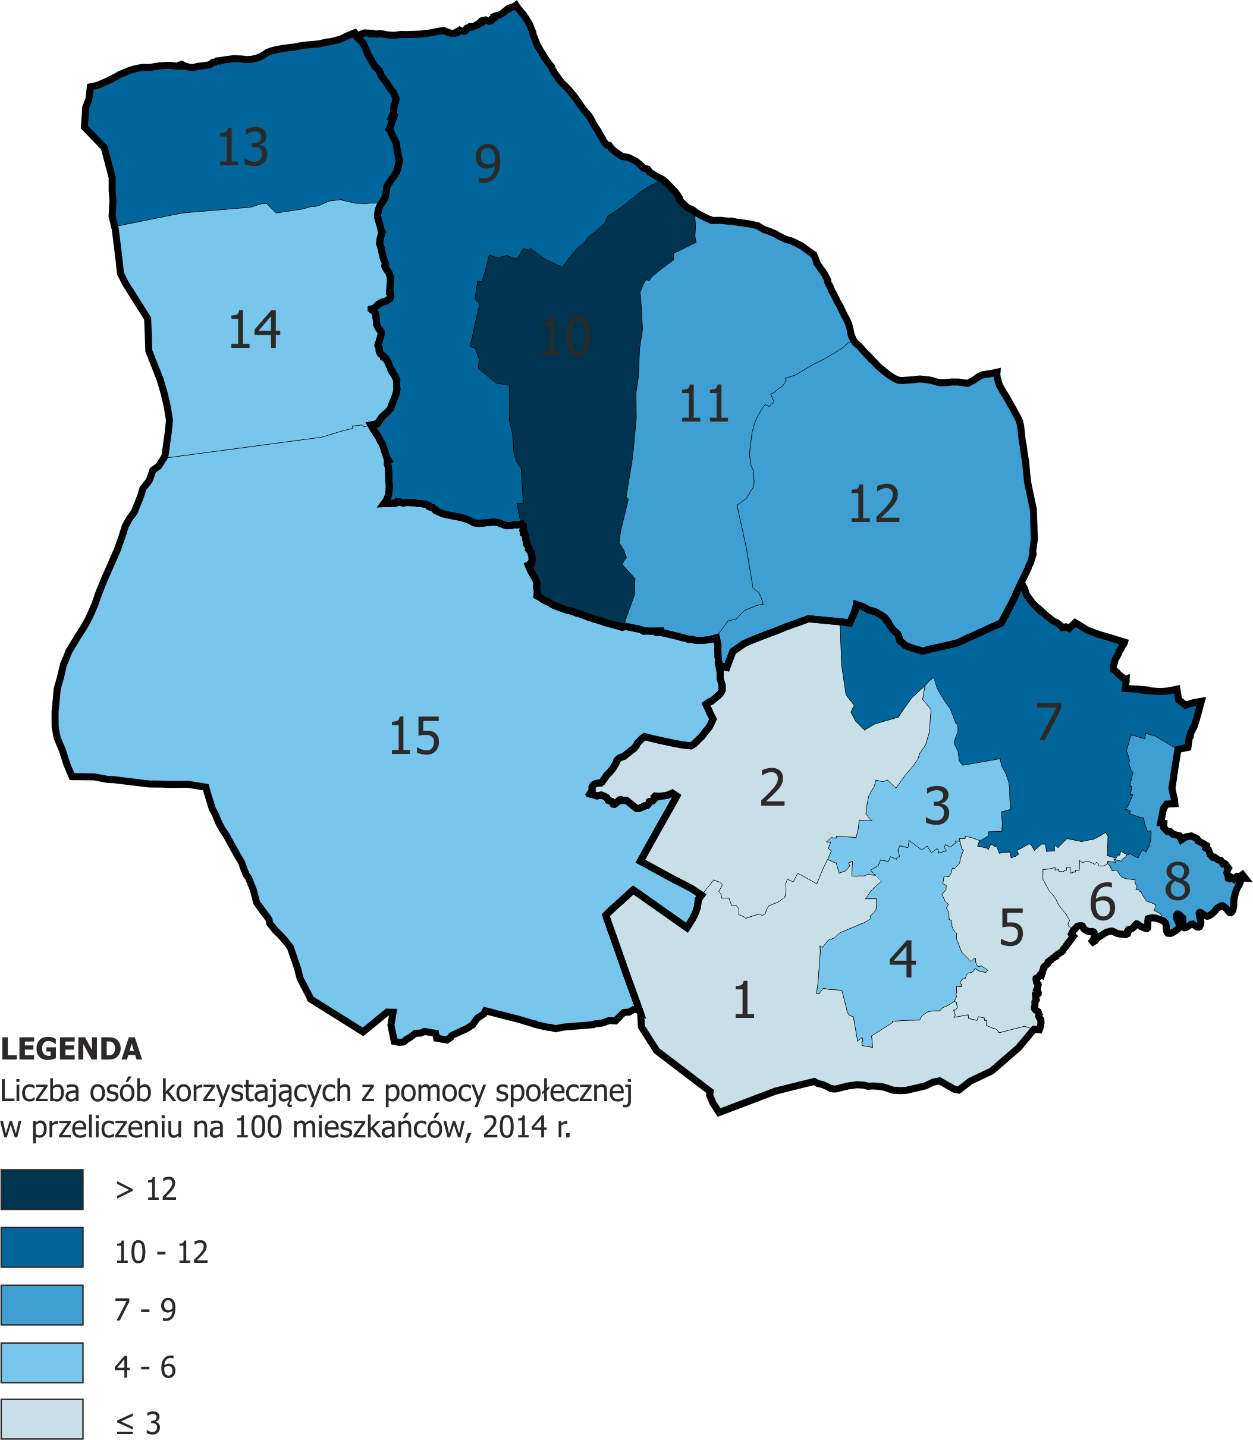 13
9
14
10
11
12
15
7
2
3
8
6
5
4
1
LEGENDA
Liczba osób korzystających z pomocy społecznej
w przeliczeniu na 100 mieszkańców, 2014 r.
> 12
10 - 12
7 - 9
4 - 6
≤ 3